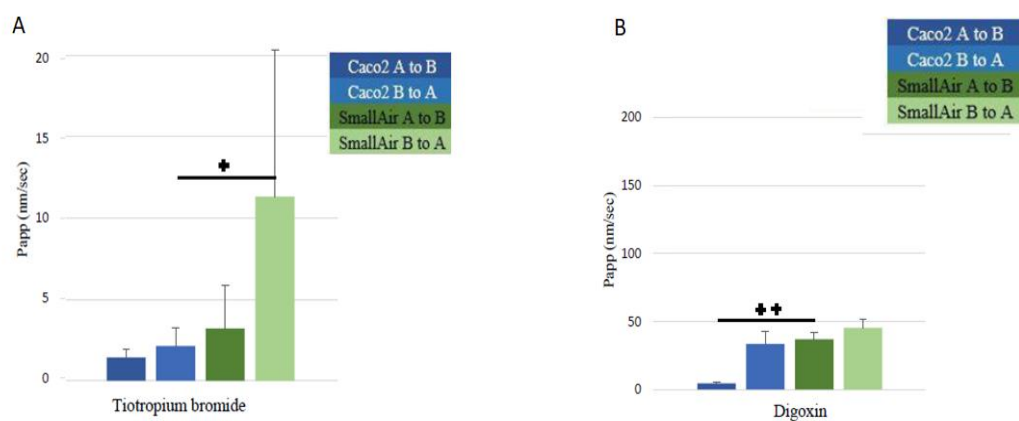 A
20
15
10
5
0
Papp (nm/sec)
Caco2 A to B
Caco2 B to A
SmallAir A to B
SmallAir B to A
Tiotropium bromide
B
Caco2 A to B
Caco2 B to A
SmallAir A to B
SmallAir B to A
200
150
100
50
0
Papp (nm/sec)
Digoxin